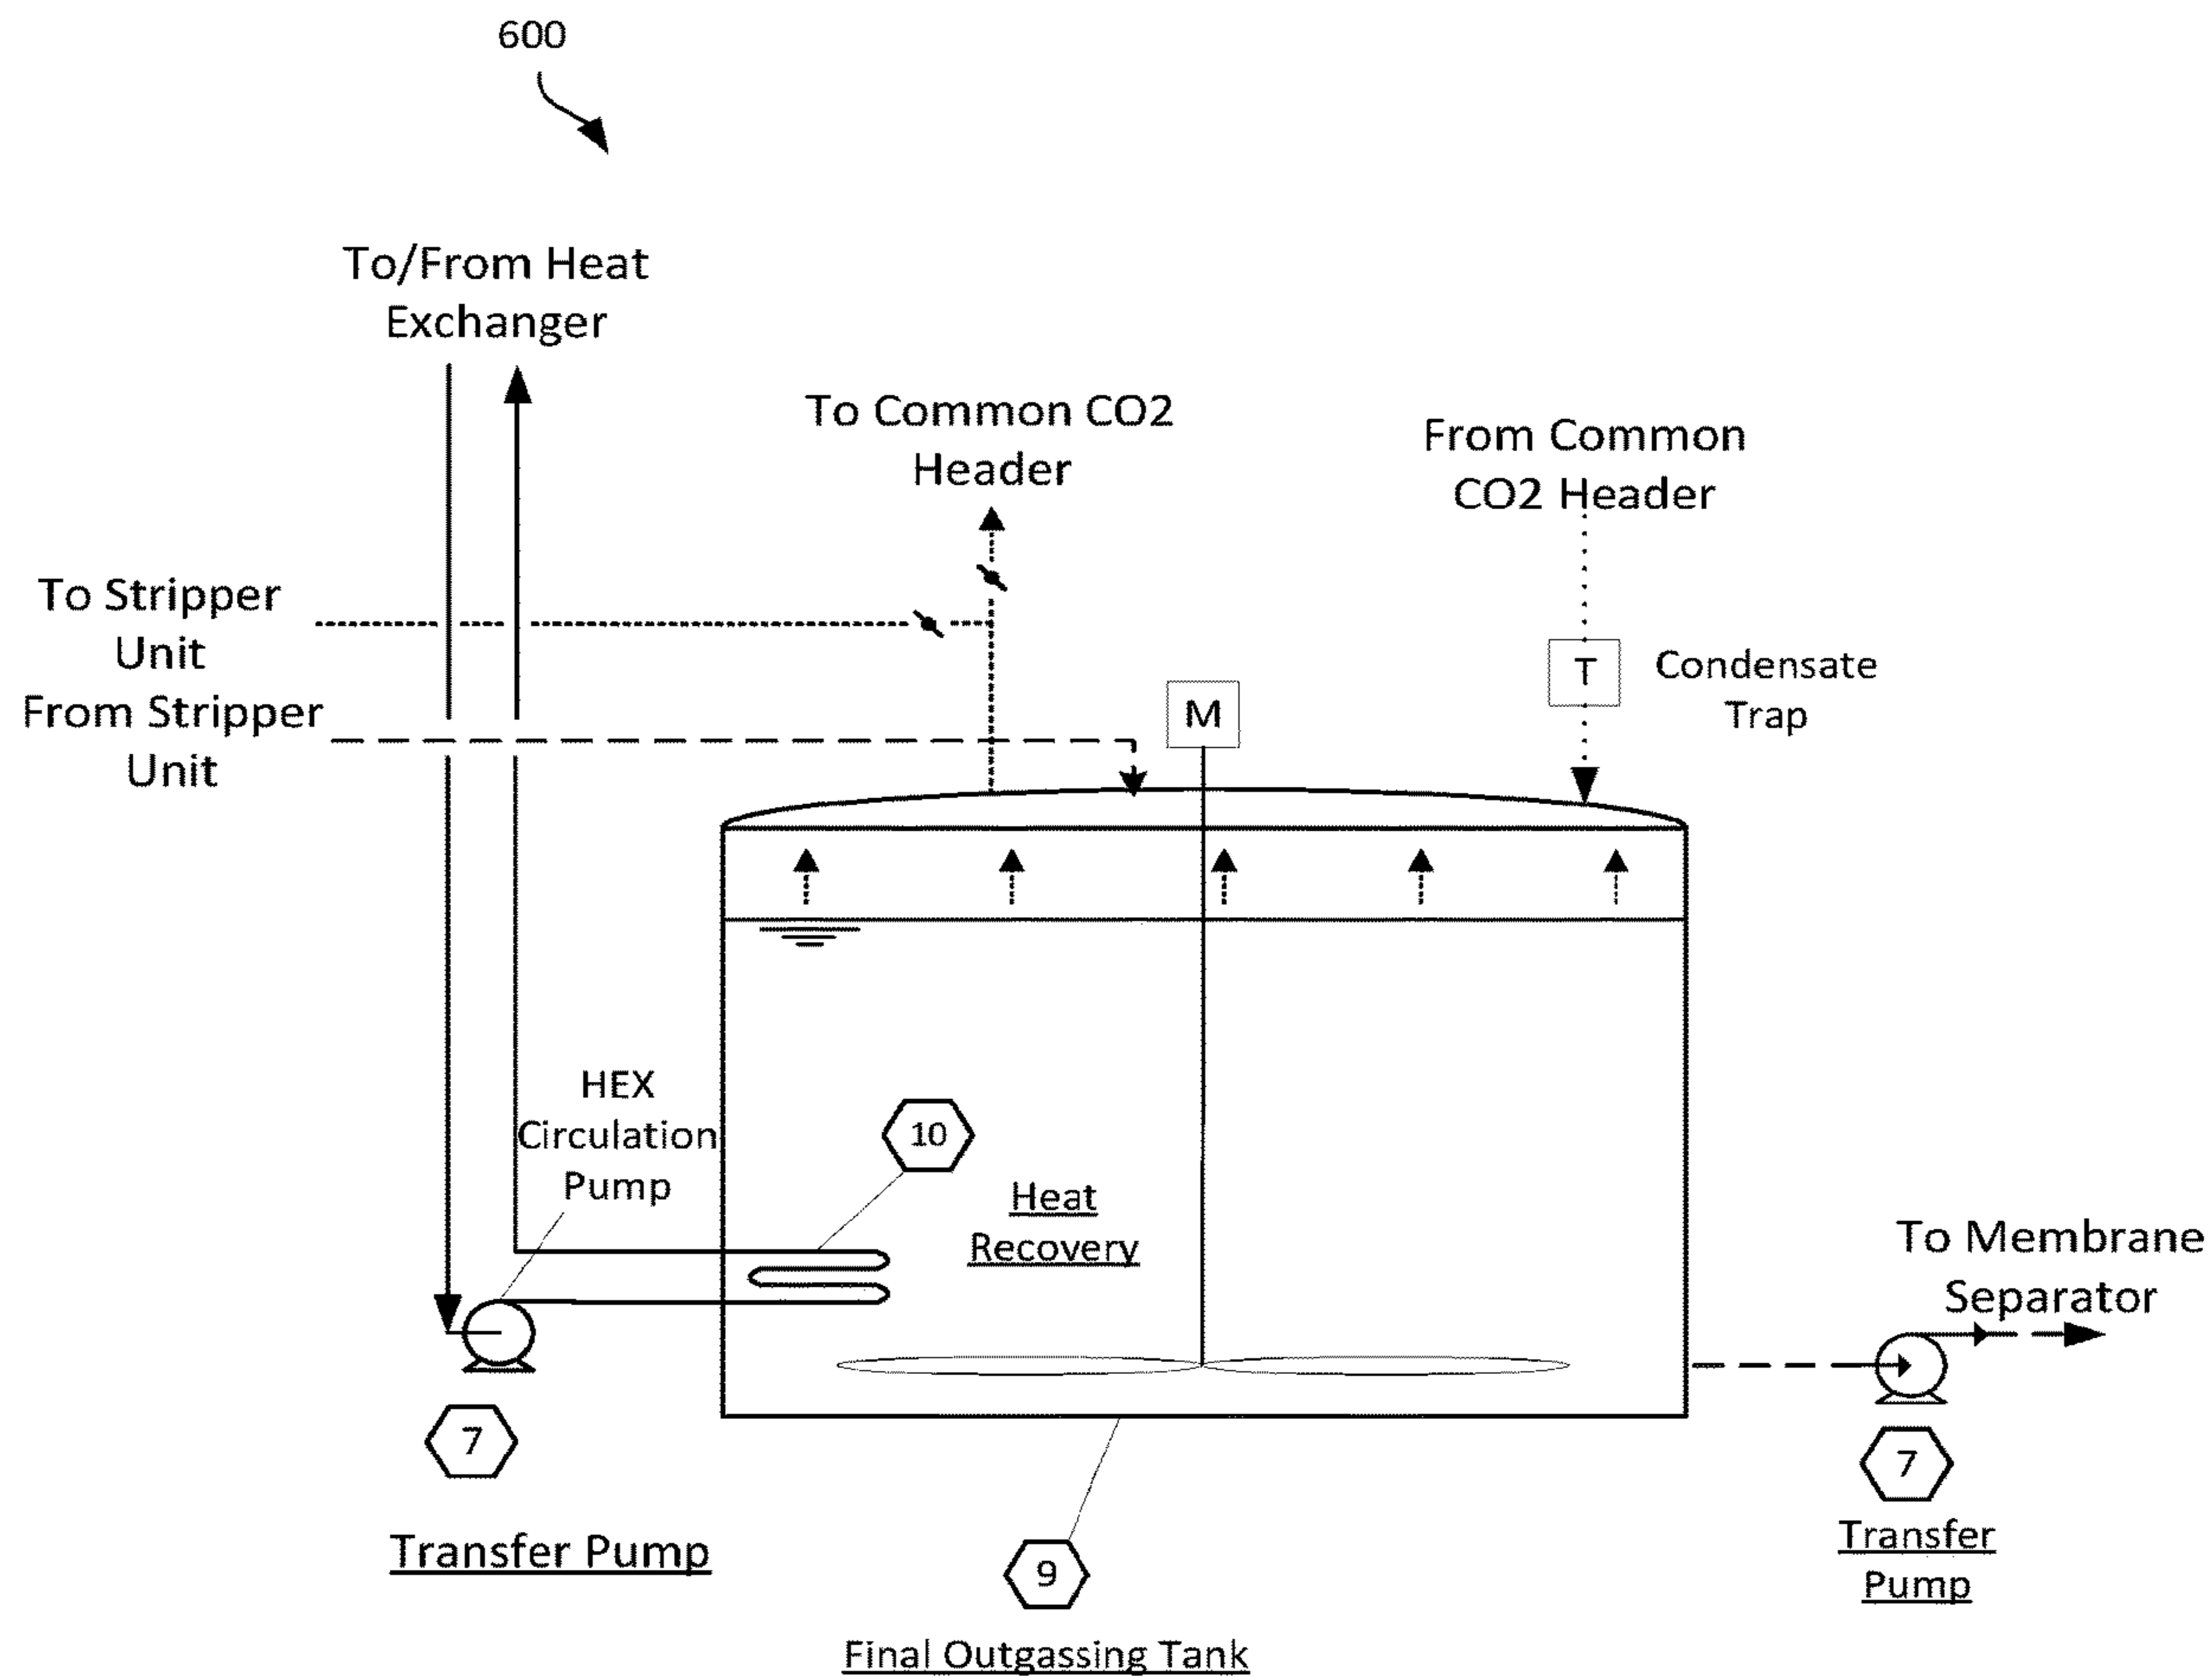 600
To/From Heat
Exchanger
To Common CO2
Header
From Common
CO2 Header
To Stripper
Unit
From Stripper
Unit
T
Condensate
Trap
M
HEX
Circulation
Pump
10
Heat
Recovery
To Membrane
Separator
7
Transfer Pump
7
Transfer
Pump
9
Final Outgassing Tank